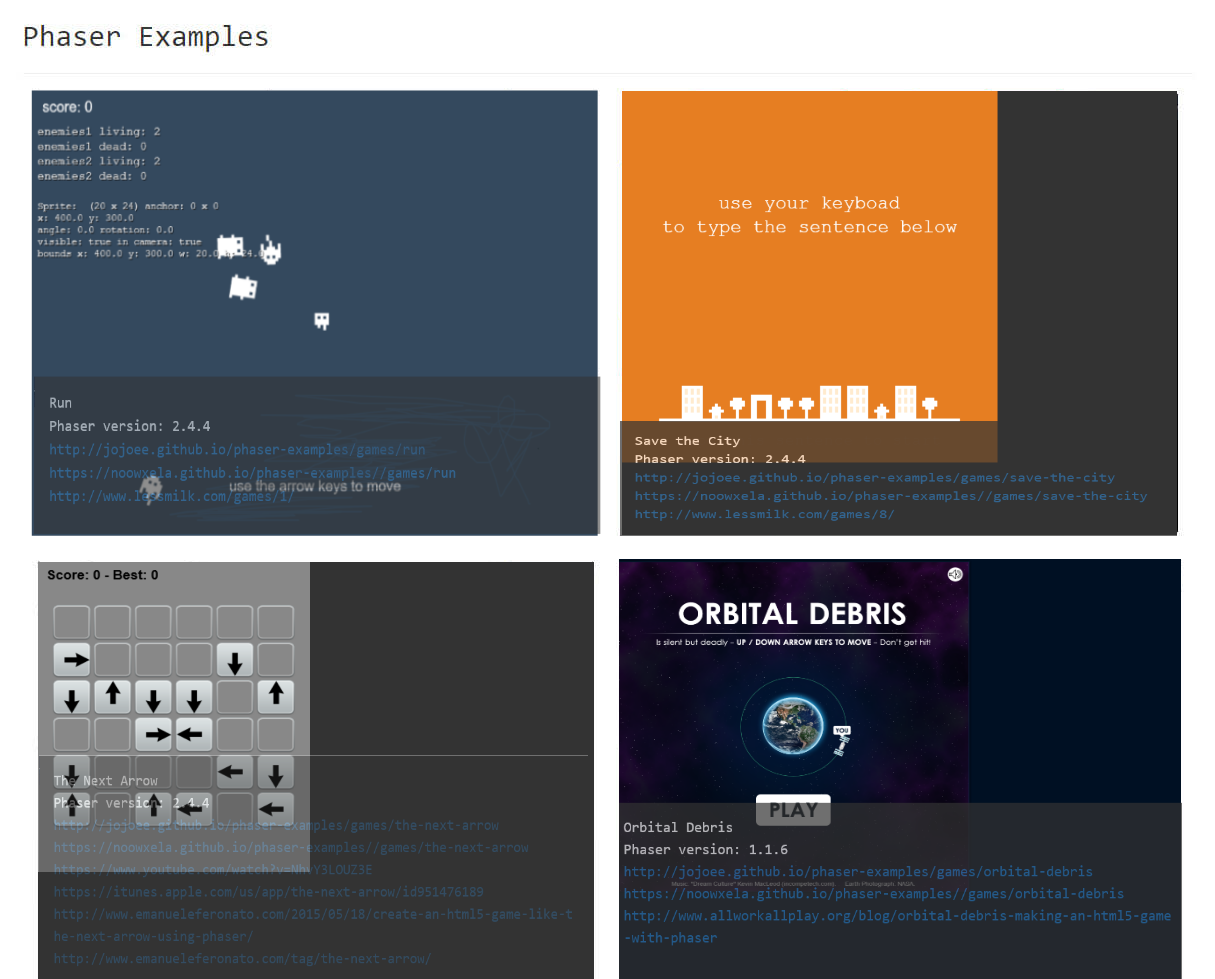 Phaser Examples
score: 0
enemies1 living: 2
enemies1 dead: 0
enemies2 living: 2
enemies2 dead: 0
Sprite: (20 x 24) anchor: 0 x 0
x: 400.0 y: 300.0
angle: 0.0 rotation: 0.0
visible: true in camera: true
bounds x: 400.0 y: 300.0 w: 20.0 24.0
Run
Phaser version: 2.4.4
http://jojoee.github.io/phaser-examples/games/run
https://noowxela.github.io/phaser-examples//games/run
http://www.lessmilk.com/games/1/
use the arrow keys to move
use your keyboad
to type the sentence below
Save the City
Phaser version: 2.4.4
http://jojoee.github.io/phaser-examples/games/save-the-city
https://noowxela.github.io/phaser-examples//games/save-the-city
http://www.lessmilk.com/games/8/
Score: 0 - Best: 0
The Next Arrow
Phaser version: 2.4.4
http://jojoee.github.io/phaser-examples/games/the-next-arrow
https://noowxela.github.io/phaser-examples//games/the-next-arrow
https://itunes.apple.com/us/app/the-next-arrow/id951476189
http://www.emanueleferonato.com/2015/05/18/create-an-html5-game-like-t
he-next-arrow-using-phaser/
http://www.emanueleferonato.com/tag/the-next-arrow/
ORBITAL DEBRIS
Is silent but deadly - UP / DOWN ARROW KEYS TO MOVE - Don't get hit!
YOU
PLAY
Orbital Debris
Phaser version: 1.1.6
http://jojoee.github.io/phaser-examples/games/orbital-debris
Music, "Dream Culture" Kevin MacLeod (incompetech.com). Earth Photograph, NASA.
https://noowxela.github.io/phaser-examples//games/orbital-debris
http://www.allworkallplay.org/blog/orbital-debris-making-an-html5-game
-with-phaser